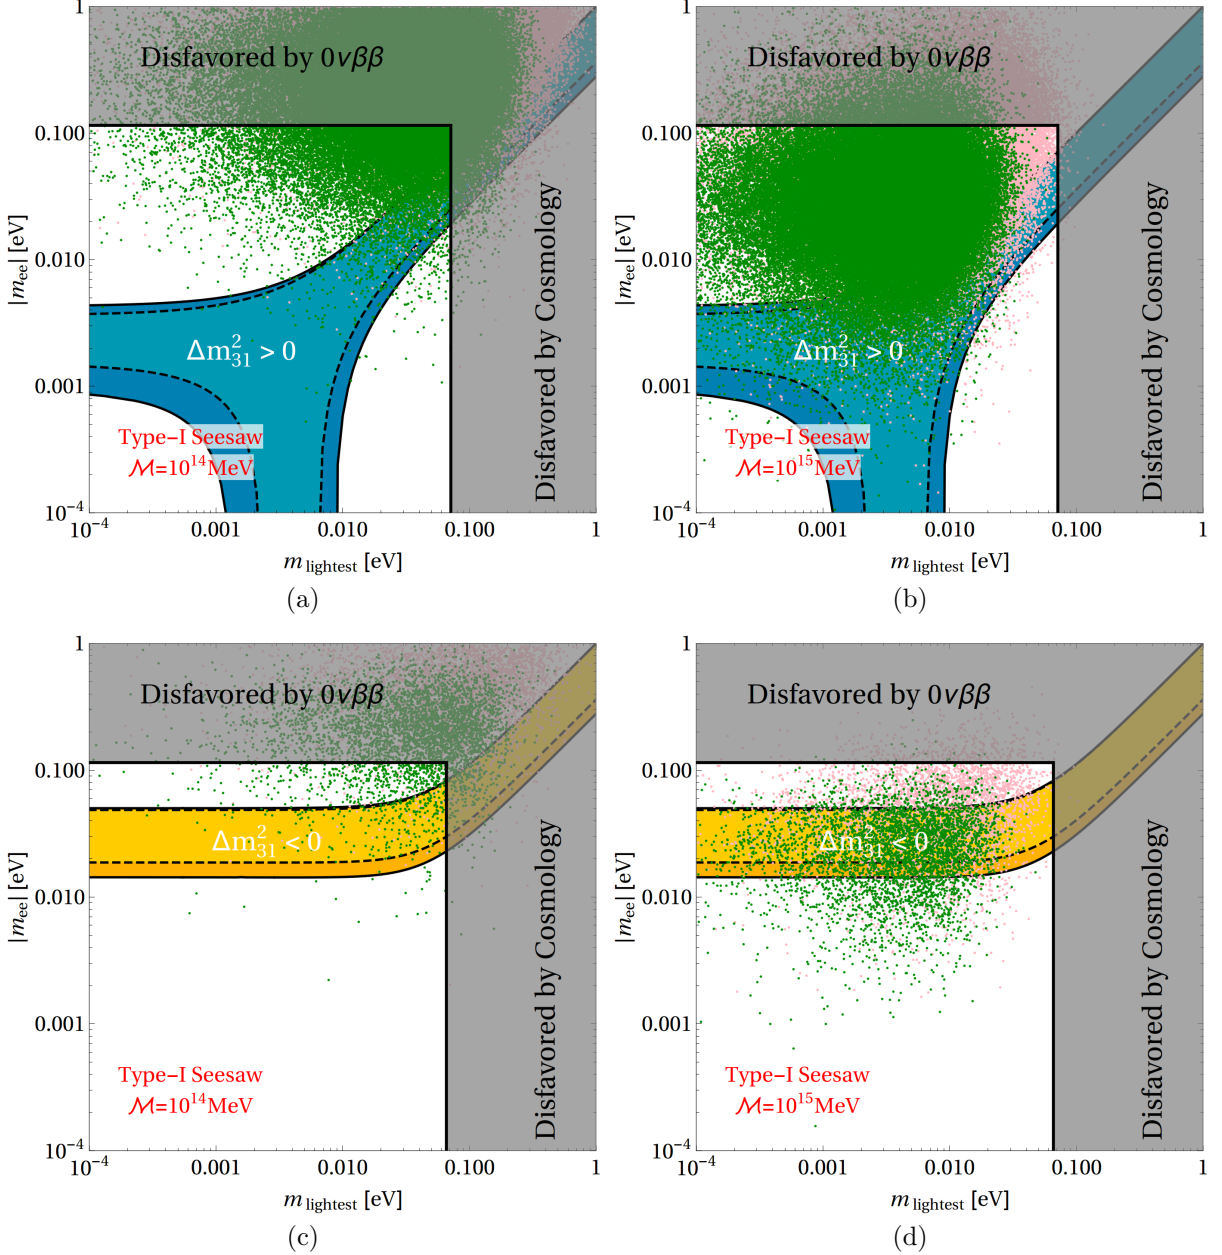 1
Disfavored by 0νββ
0.100
|mee| [eV]
0.010
Δm²31 > 0
0.001
Type-I Seesaw
ℳ=10¹⁴MeV
10⁻⁴
Disfavored by Cosmology
10⁻⁴ 0.001 0.010 0.100 1
mlightest [eV]
(a)
1
Disfavored by 0νββ
0.100
|mee| [eV]
0.010
Δm²31 > 0
0.001
Type-I Seesaw
ℳ=10¹⁵MeV
10⁻⁴
Disfavored by Cosmology
10⁻⁴ 0.001 0.010 0.100 1
mlightest [eV]
(b)
1
Disfavored by 0νββ
0.100
|mee| [eV]
Δm²31 < 0
0.010
0.001
Type-I Seesaw
ℳ=10¹⁴MeV
10⁻⁴
Disfavored by Cosmology
10⁻⁴ 0.001 0.010 0.100 1
mlightest [eV]
(c)
1
Disfavored by 0νββ
0.100
|mee| [eV]
Δm²31 < 0
0.010
0.001
Type-I Seesaw
ℳ=10¹⁵MeV
10⁻⁴
Disfavored by Cosmology
10⁻⁴ 0.001 0.010 0.100 1
mlightest [eV]
(d)